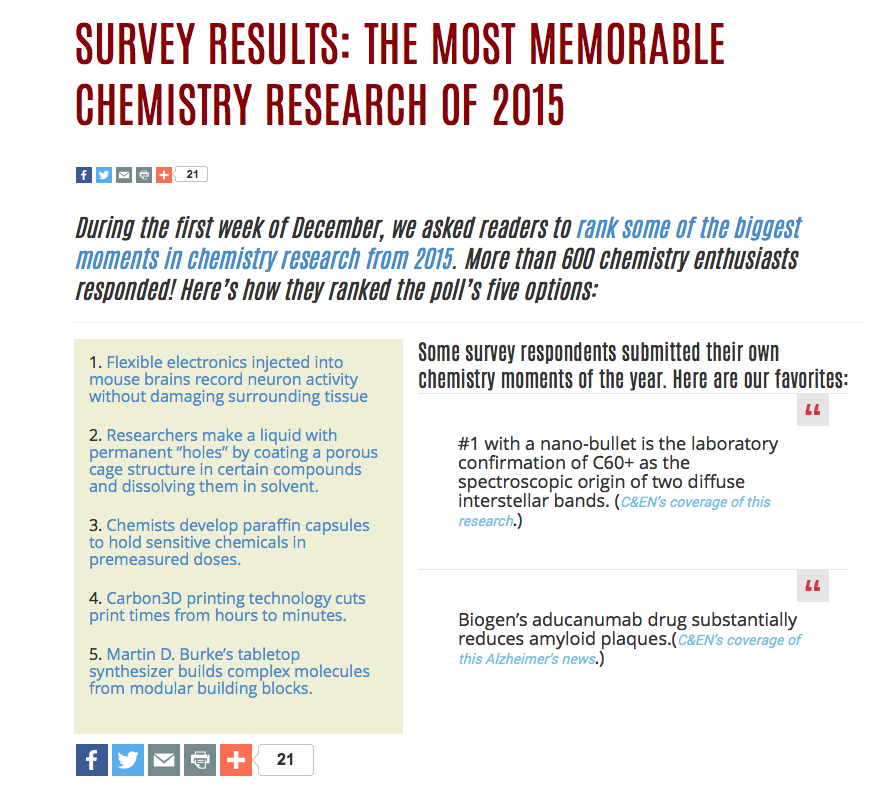 SURVEY RESULTS: THE MOST MEMORABLE
CHEMISTRY RESEARCH OF 2015
21
During the first week of December, we asked readers to rank some of the biggest
moments in chemistry research from 2015. More than 600 chemistry enthusiasts
responded! Here's how they ranked the poll's five options:
1. Flexible electronics injected into
mouse brains record neuron activity
without damaging surrounding tissue
2. Researchers make a liquid with
permanent “holes” by coating a porous
cage structure in certain compounds
and dissolving them in solvent.
3. Chemists develop paraffin capsules
to hold sensitive chemicals in
premeasured doses.
4. Carbon3D printing technology cuts
print times from hours to minutes.
5. Martin D. Burke’s tabletop
synthesizer builds complex molecules
from modular building blocks.
Some survey respondents submitted their own
chemistry moments of the year. Here are our favorites:
“
#1 with a nano-bullet is the laboratory
confirmation of C60+ as the
spectroscopic origin of two diffuse
interstellar bands. (C&EN’s coverage of this
research.)
“
Biogen’s aducanumab drug substantially
reduces amyloid plaques.(C&EN’s coverage of
this Alzheimer’s news.)
21